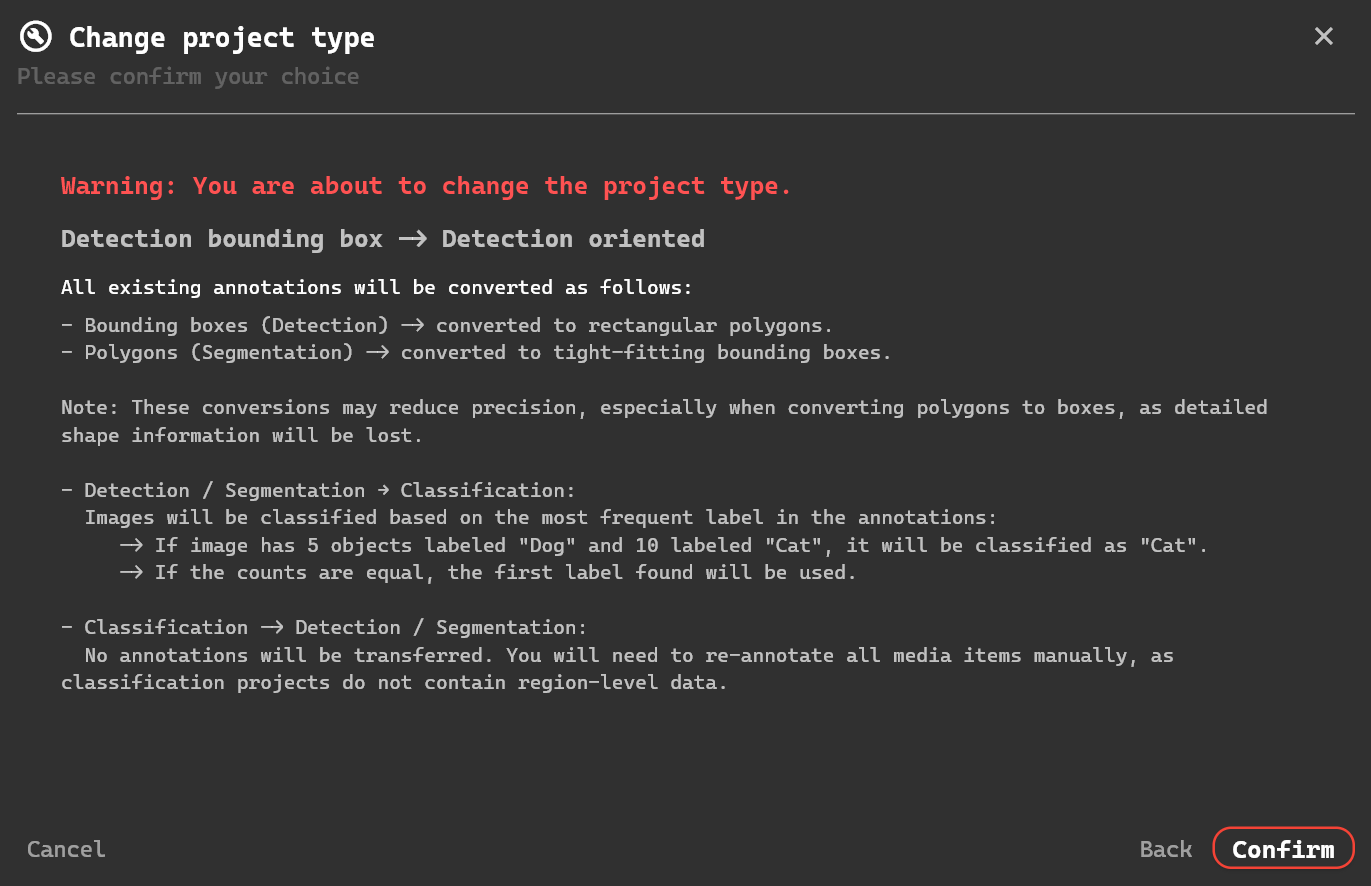 Change project type
Please confirm your choice
Warning: You are about to change the project type.
Detection bounding box —> Detection oriented
All existing annotations will be converted as follows:
- Bounding boxes (Detection) —> converted to rectangular polygons.
- Polygons (Segmentation) —> converted to tight-fitting bounding boxes.
Note: These conversions may reduce precision, especially when converting polygons to boxes, as detailed
shape information will be lost.
- Detection / Segmentation → Classification:
Images will be classified based on the most frequent label in the annotations:
—> If image has 5 objects labeled "Dog" and 10 labeled "Cat", it will be classified as "Cat".
—> If the counts are equal, the first label found will be used.
- Classification —> Detection / Segmentation:
No annotations will be transferred. You will need to re-annotate all media items manually, as
classification projects do not contain region-level data.
Cancel
Back
Confirm